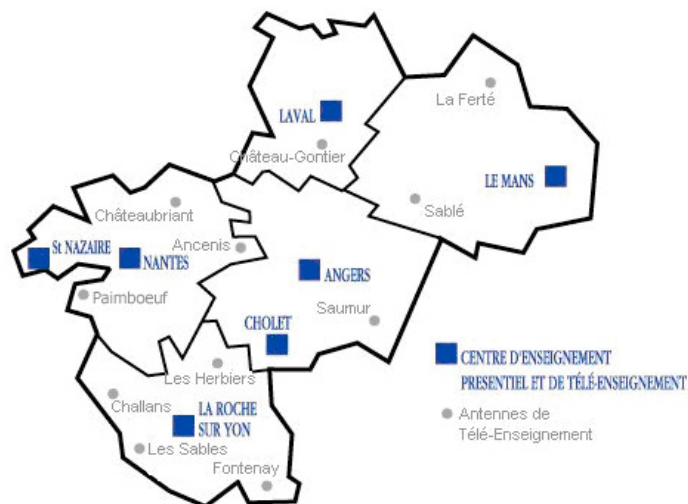 La Ferté
LAVAL
Château-Gontier
LE MANS
Sablé
Châteaubriant
St NAZAIRE
Ancenis
NANTES
ANGERS
Paimboeuf
Saumur
CHOLET
CENTRE D'ENSEIGNEMENT
PRESENTIEL ET DE TÉLÉ-ENSEIGNEMENT
Les Herbiers
Challans
LA ROCHE
SUR YON
Antennes de
Télé-Enseignement
Les Sables
Fontenay